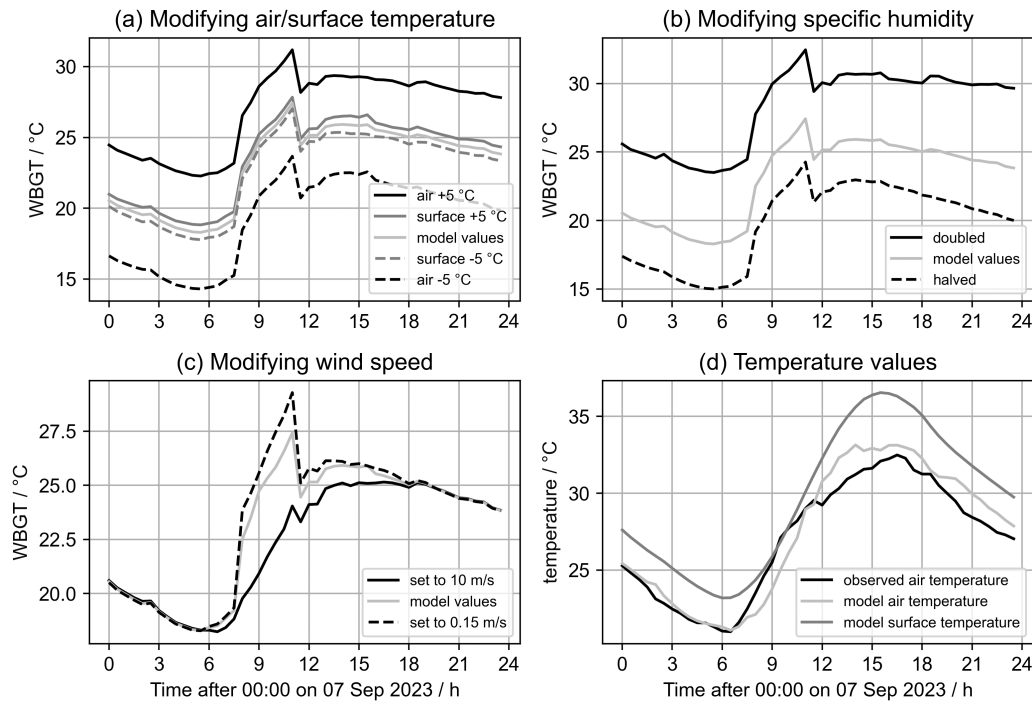 (a) Modifying air/surface temperature
WBGT / °C
30
25
20
15
0 3 6 9 12 15 18 21 24
air +5 °C
surface +5 °C
model values
surface -5 °C
air -5 °C
(b) Modifying specific humidity
WBGT / °C
30
25
20
15
0 3 6 9 12 15 18 21 24
doubled
model values
halved
(c) Modifying wind speed
WBGT / °C
27.5
25.0
22.5
20.0
0 3 6 9 12 15 18 21 24
Time after 00:00 on 07 Sep 2023 / h
set to 10 m/s
model values
set to 0.15 m/s
(d) Temperature values
temperature / °C
35
30
25
0 3 6 9 12 15 18 21 24
Time after 00:00 on 07 Sep 2023 / h
observed air temperature
model air temperature
model surface temperature